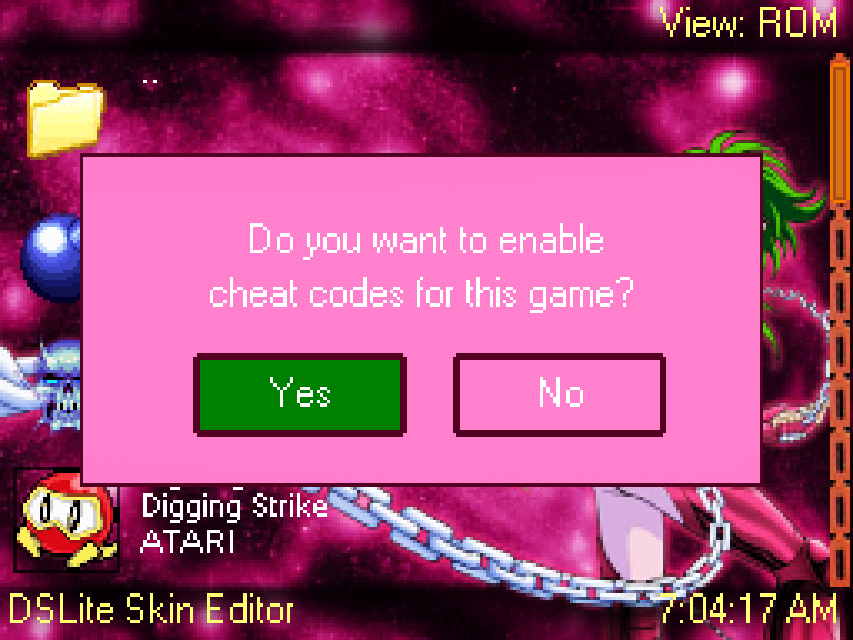 View: ROM
..
Do you want to enable
cheat codes for this game?
Yes
No
Digging Strike
ATARI
DSLite Skin Editor
7:04:17 AM